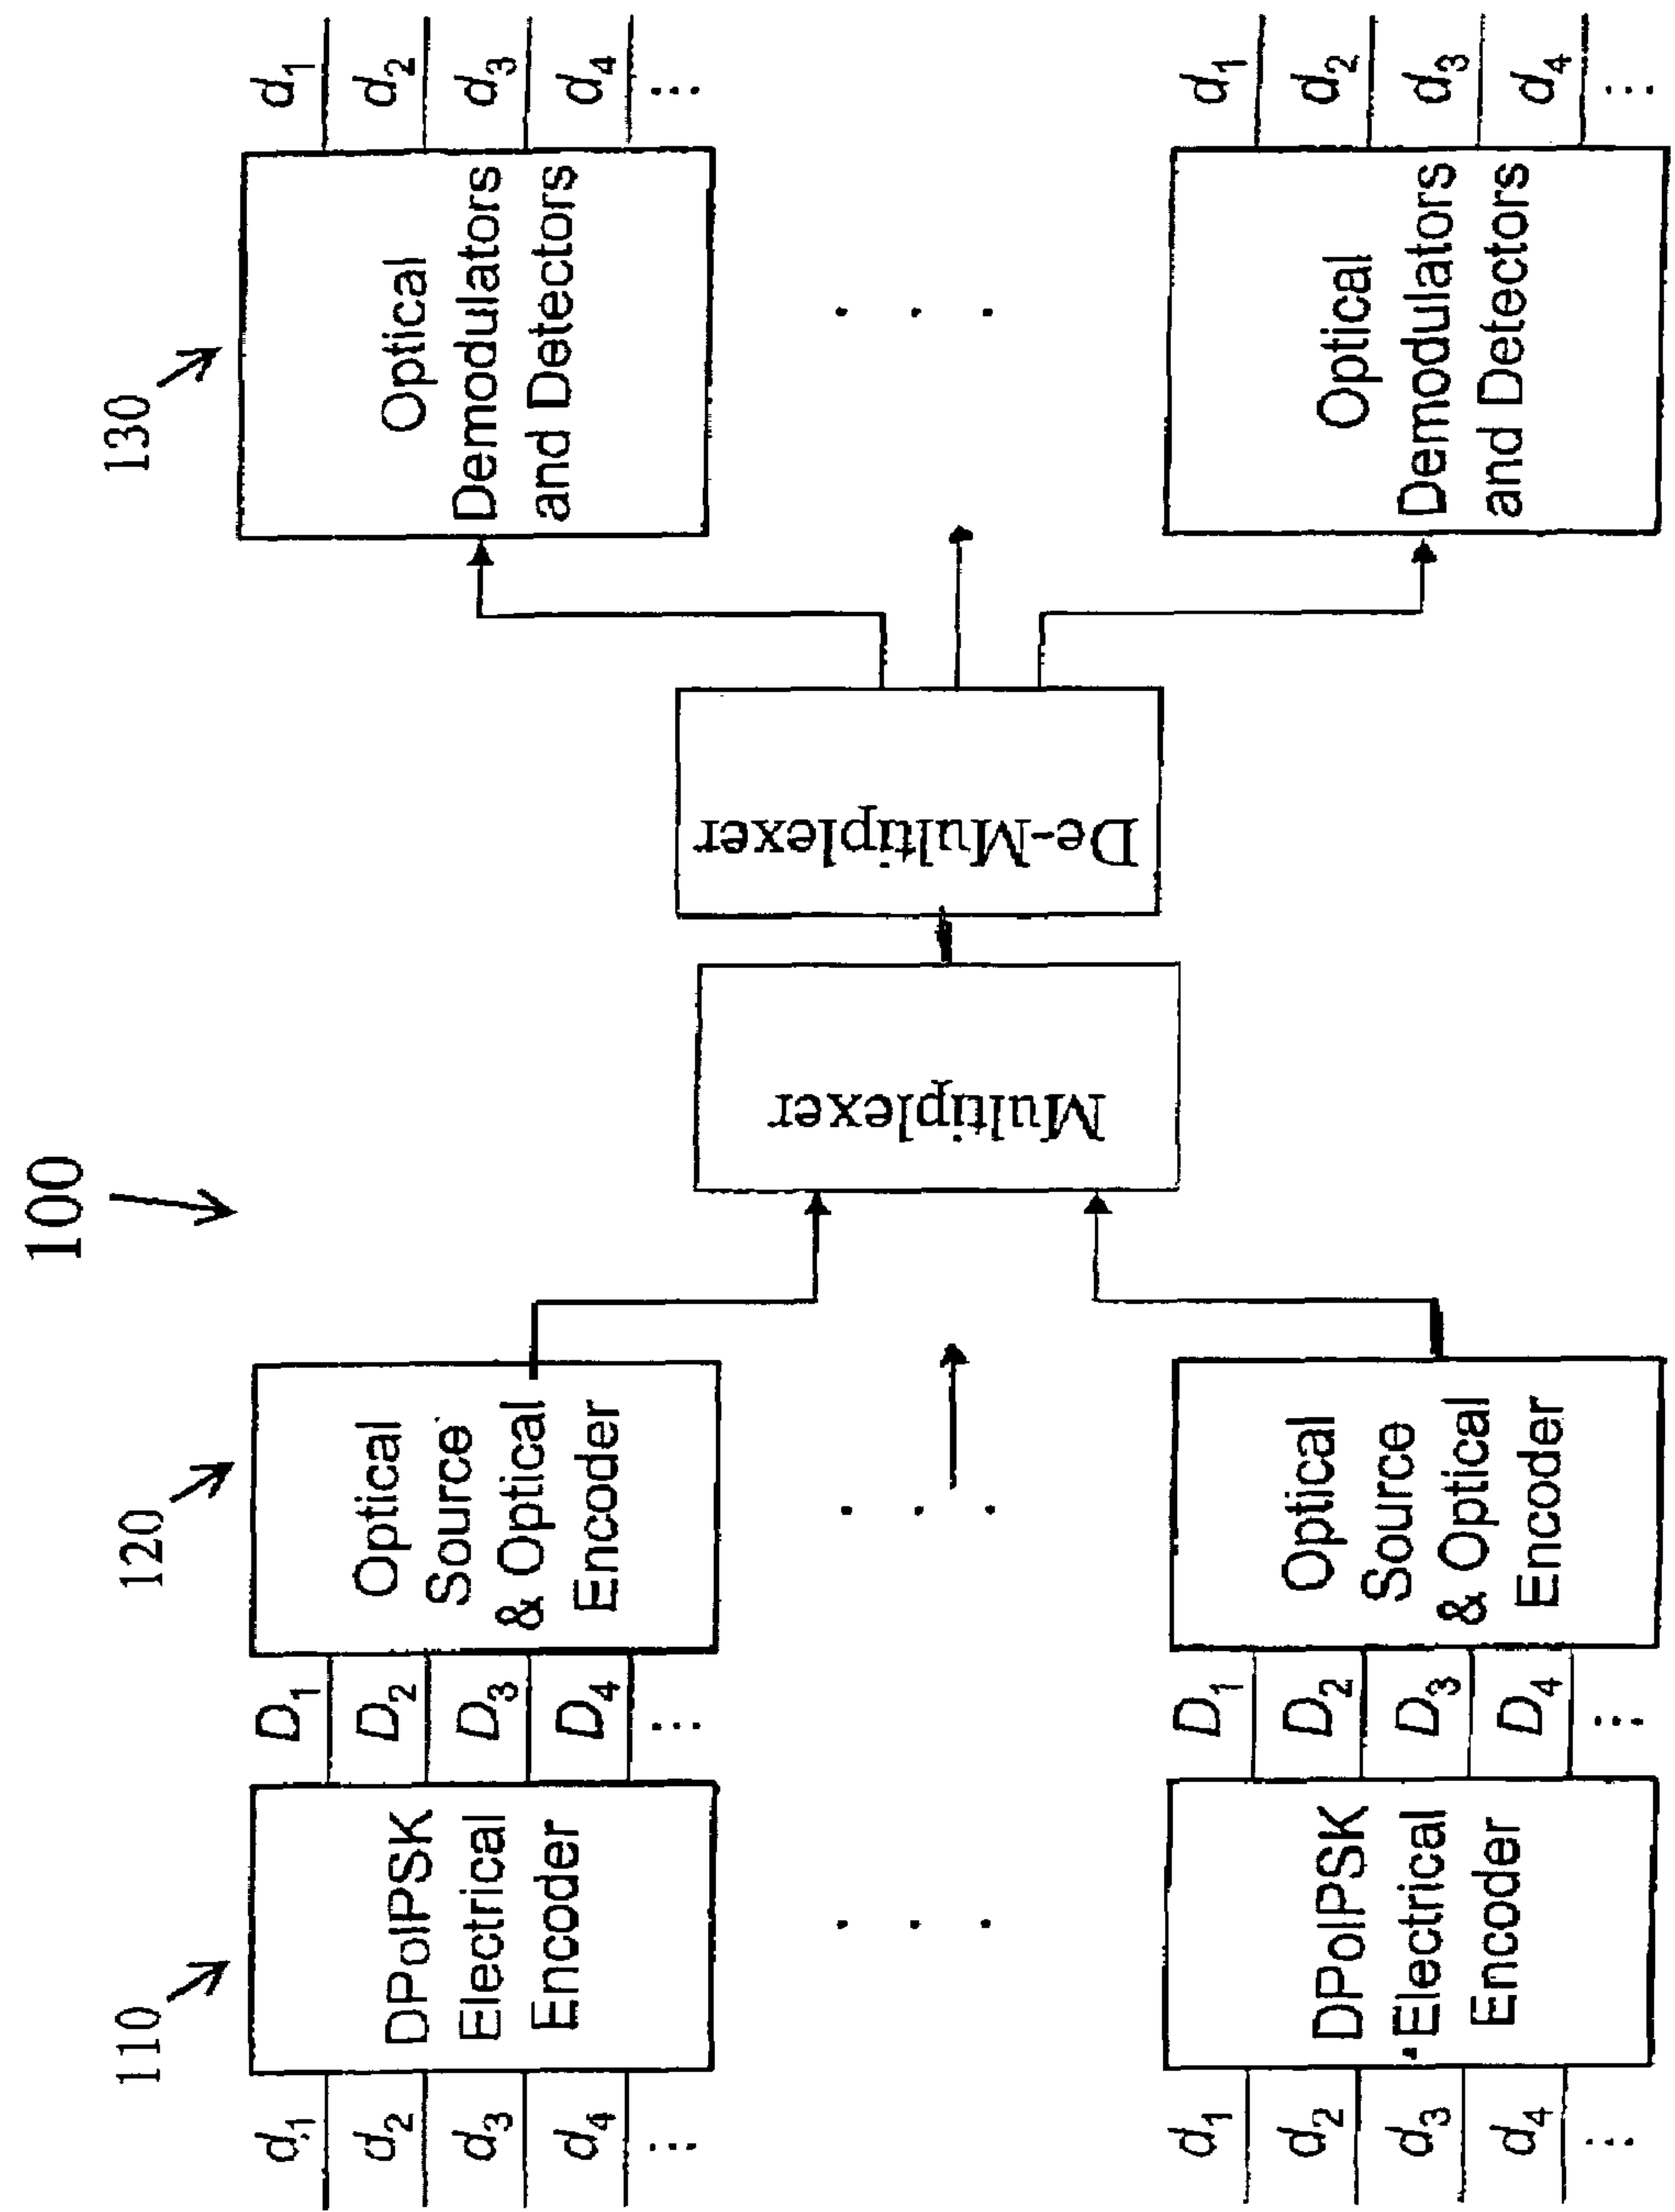 100
110
120
130
d1
d2
d3
d4
...
DPolPSK
Electrical
Encoder
D1
D2
D3
D4
...
Optical
Source
& Optical
Encoder
Multiplexer
De-Multiplexer
Optical
Demodulators
and Detectors
d1
d2
d3
d4
...
d1
d2
d3
d4
...
DPolPSK
Electrical
Encoder
D1
D2
D3
D4
...
Optical
Source
& Optical
Encoder
Optical
Demodulators
and Detectors
d1
d2
d3
d4
...